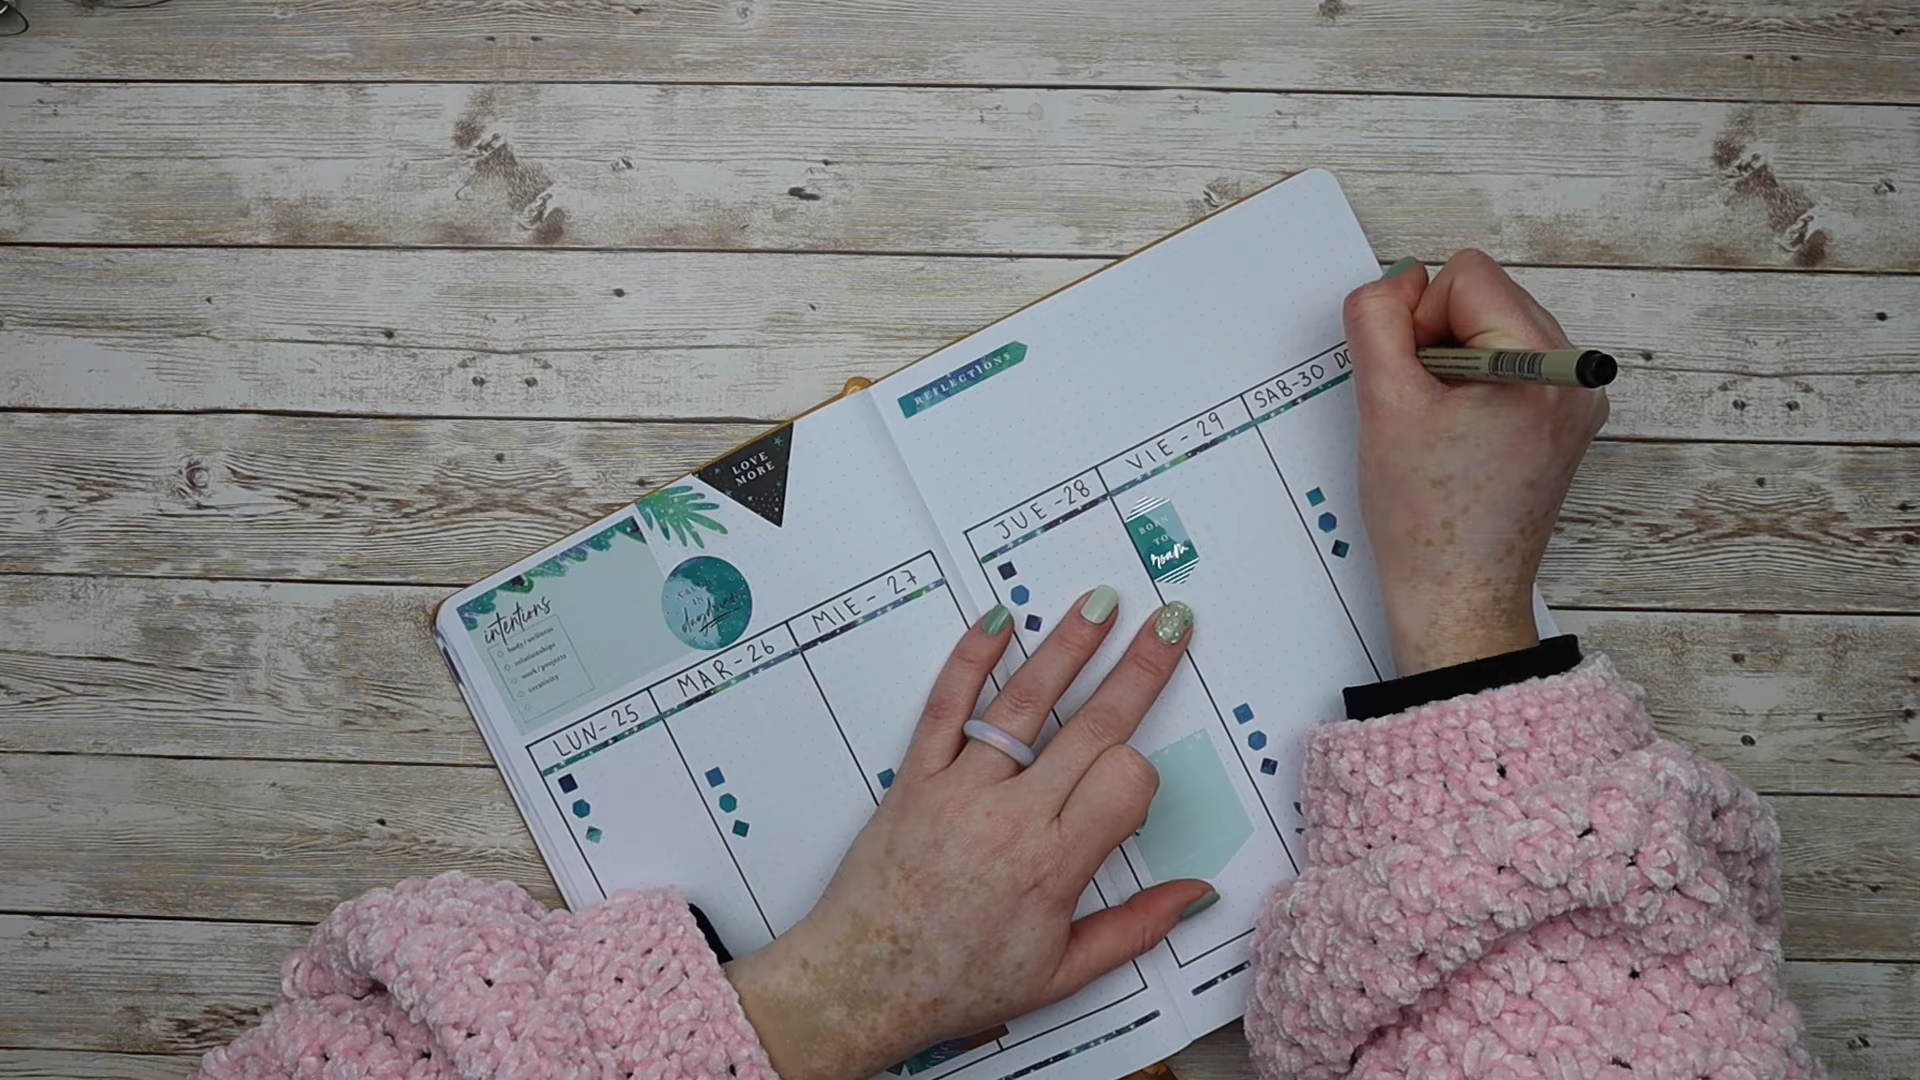 LOVE
MORE
intentions
body/wellness
relationships
work/projects
creativity
LUN-25
MAR-26
MIE-27
REFLECTIONS
JUE-28
VIE-29
SAB-30
DO
BORN
TO
Roam